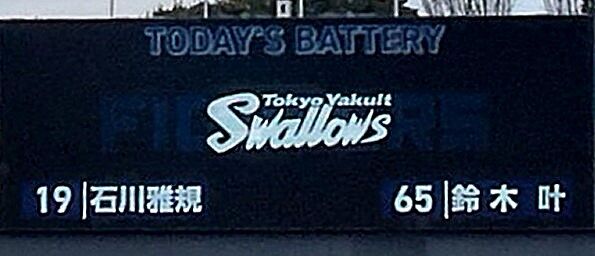 TODAY'S BATTERY
Tokyo Yakult
Swallows
19 石川雅規 65 鈴木 叶